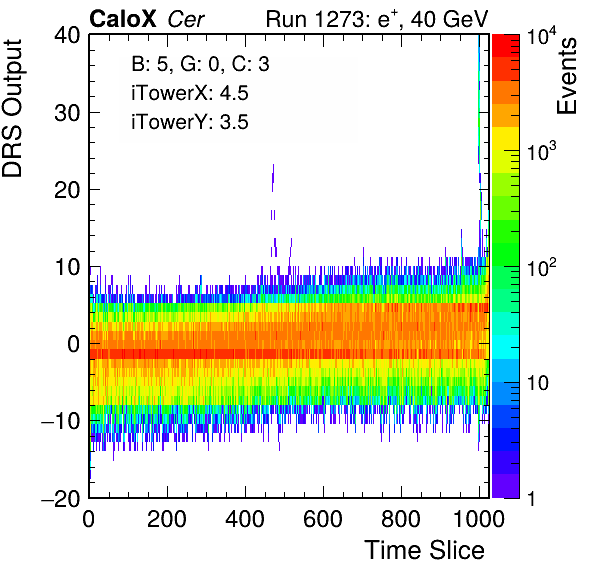 CaloX Cer Run 1273: e+, 40 GeV
B: 5, G: 0, C: 3
iTowerX: 4.5
iTowerY: 3.5
DRS Output
Events
40
30
20
10
0
−10
−20
0 200 400 600 800 1000
Time Slice
10^4
10^3
10^2
10
1